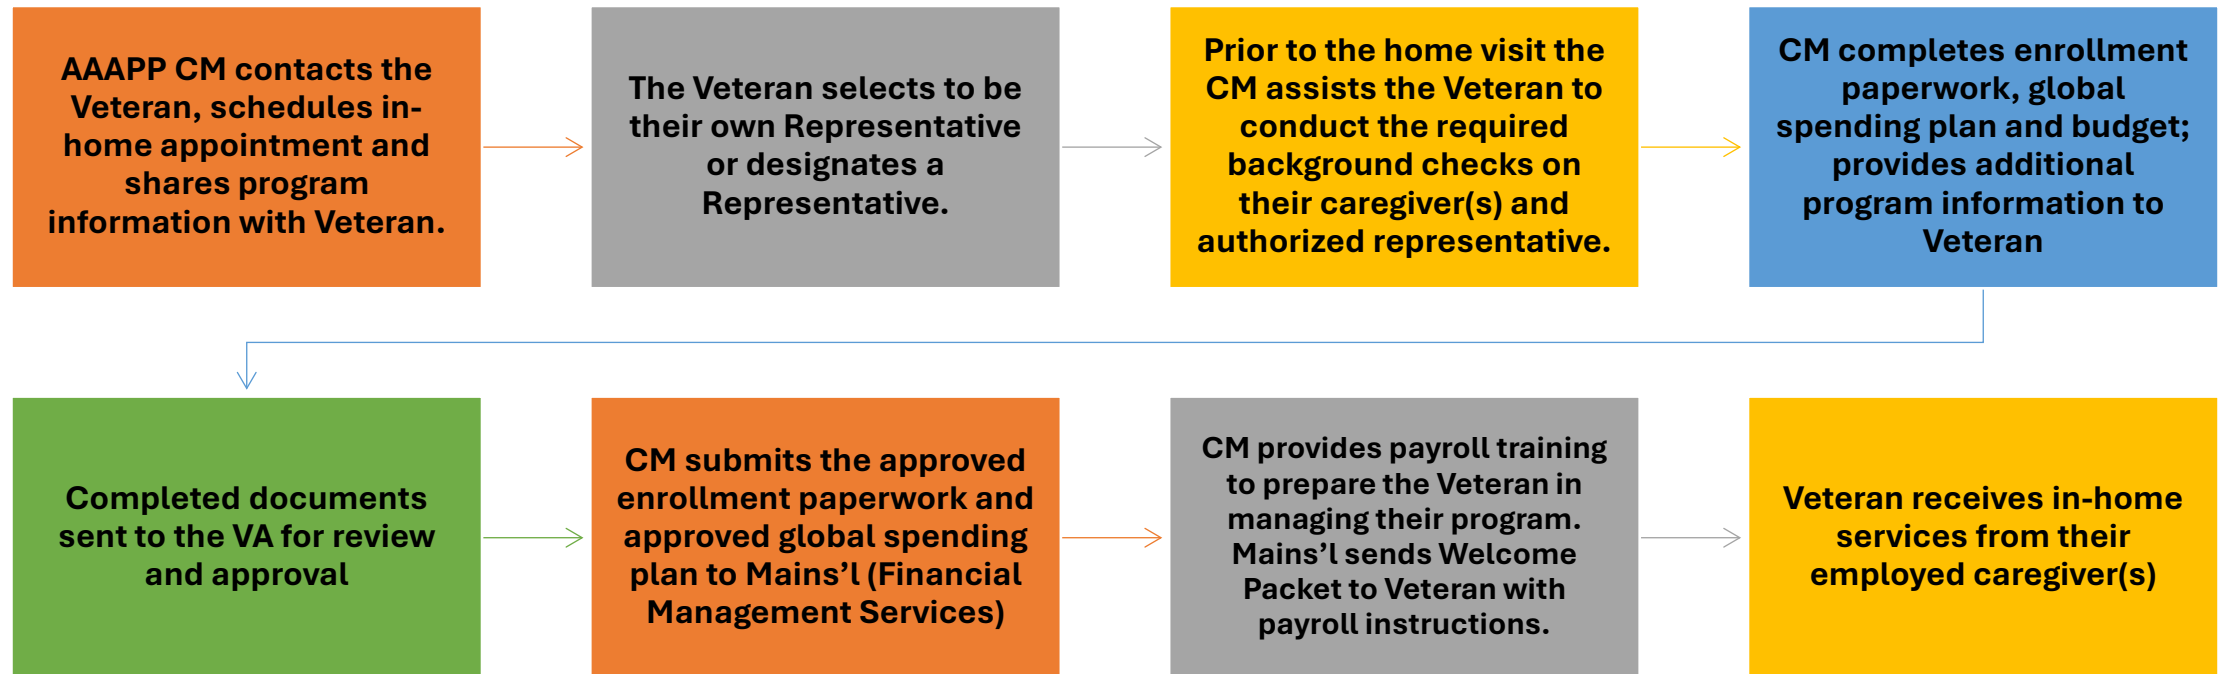 AAAPP CM contacts the
Veteran, schedules in-
home appointment and
shares program
information with Veteran.
The Veteran selects to be
their own Representative
or designates a
Representative.
Prior to the home visit the
CM assists the Veteran to
conduct the required
background checks on
their caregiver(s) and
authorized representative.
CM completes enrollment
paperwork, global
spending plan and budget;
provides additional
program information to
Veteran
Completed documents
sent to the VA for review
and approval
CM submits the approved
enrollment paperwork and
approved global spending
plan to Mains’l (Financial
Management Services)
CM provides payroll training
to prepare the Veteran in
managing their program.
Mains’l sends Welcome
Packet to Veteran with
payroll instructions.
Veteran receives in-home
services from their
employed caregiver(s)